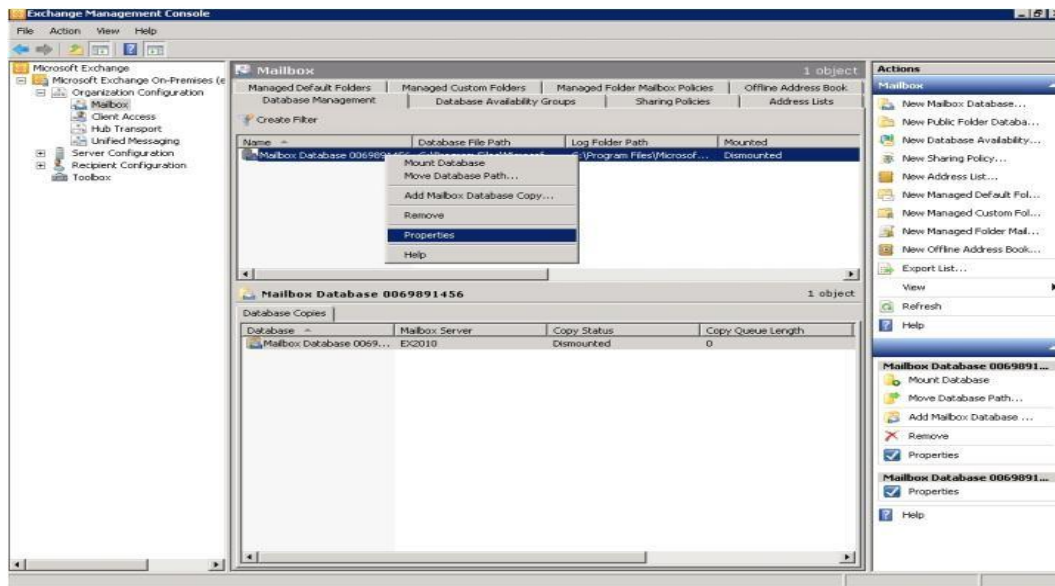 Exchange Management Console
File Action View Help
Microsoft Exchange
Microsoft Exchange On-Premises (e
Organization Configuration
Mailbox
Client Access
Hub Transport
Unified Messaging
Server Configuration
Recipient Configuration
Toolbox
Mailbox 1 object
Managed Default Folders Managed Custom Folders Managed Folder Mailbox Policies Offline Address Book
Database Management Database Availability Groups Sharing Policies Address Lists
Create Filter
Name Database File Path Log Folder Path Mounted
Mailbox Database 0069891456 C:\Program Files\Microsof... C:\Program Files\Microsof... Dismounted
Mount Database
Move Database Path...
Add Mailbox Database Copy...
Remove
Properties
Help
Mailbox Database 0069891456 1 object
Database Copies
Database Mailbox Server Copy Status Copy Queue Length
Mailbox Database 0069... EX2010 Dismounted 0
Actions
Mailbox
New Mailbox Database...
New Public Folder Databa...
New Database Availability...
New Sharing Policy...
New Address List...
New Managed Default Fol...
New Managed Custom Fol...
New Managed Folder Mail...
New Offline Address Book...
Export List...
View
Refresh
Help
Mailbox Database 0069891...
Mount Database
Move Database Path...
Add Mailbox Database ...
Remove
Properties
Mailbox Database 0069891...
Properties
Help